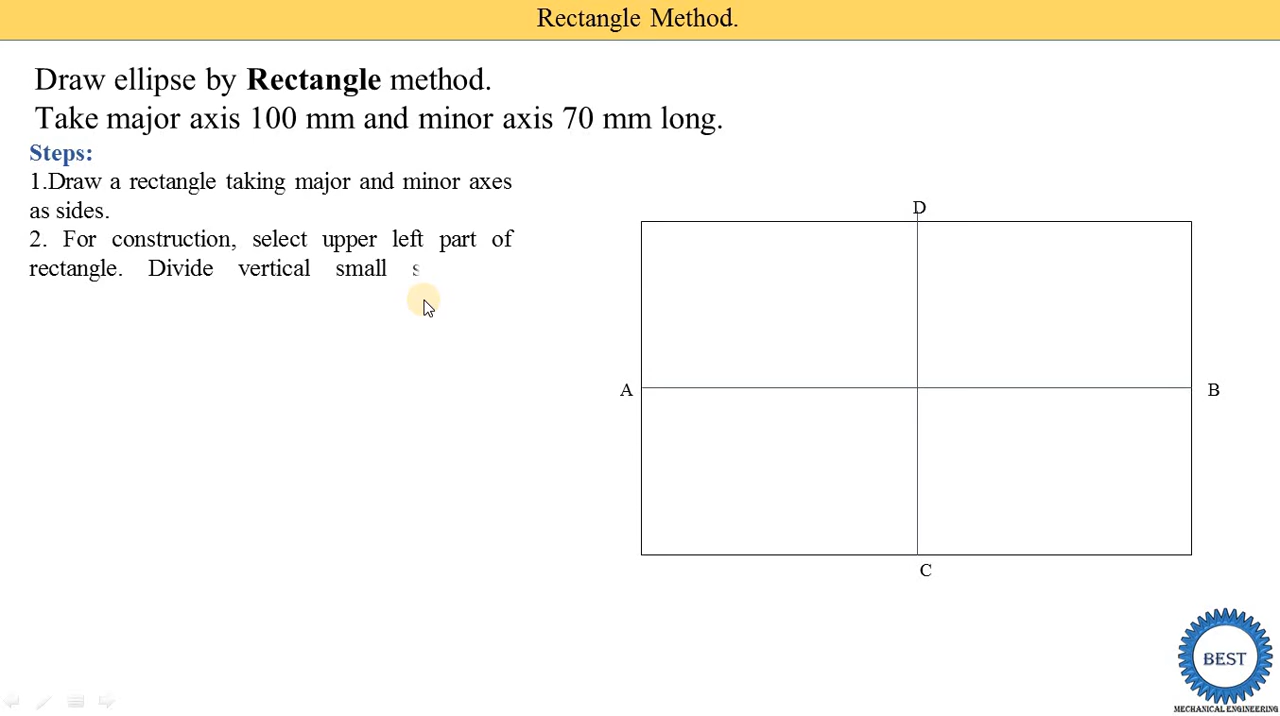 Rectangle Method.
Draw ellipse by Rectangle method.
Take major axis 100 mm and minor axis 70 mm long.
Steps:
1.Draw a rectangle taking major and minor axes
as sides.
2. For construction, select upper left part of
rectangle. Divide vertical small s
D
A
B
C
BEST
MECHANICAL ENGINEERING